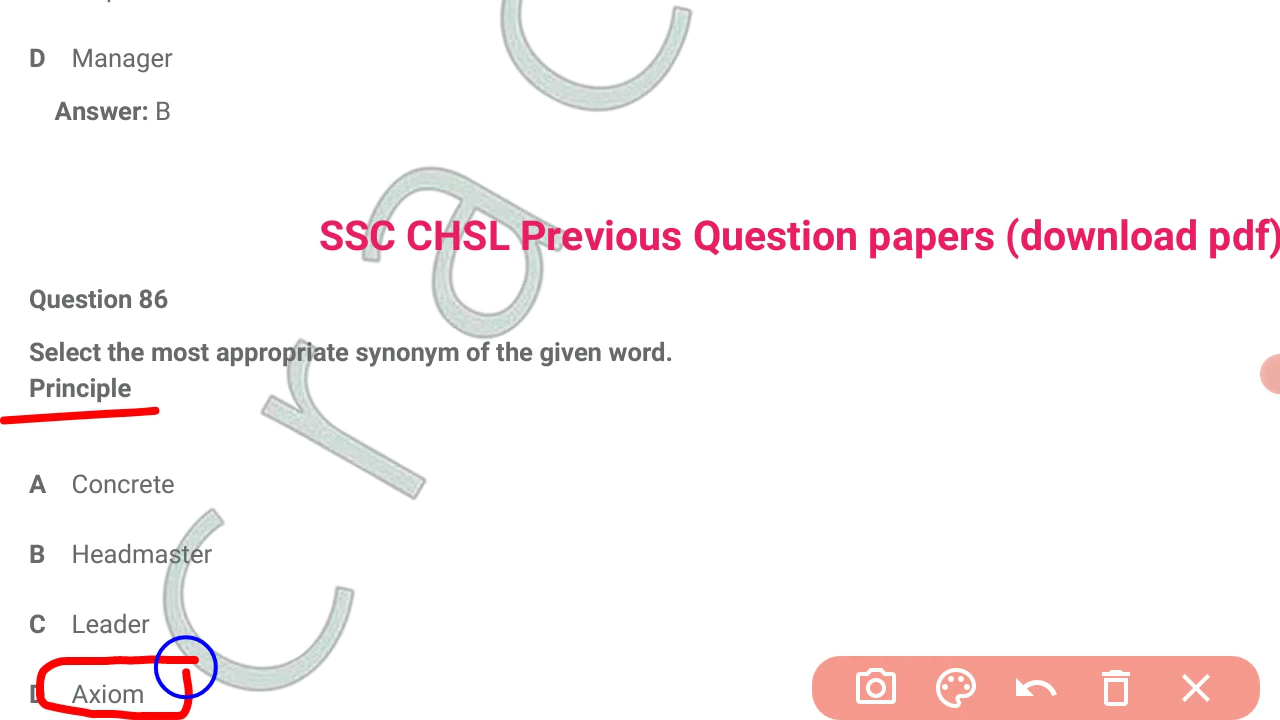 D Manager
Answer: B
SSC CHSL Previous Question papers (download pdf)
Question 86
Select the most appropriate synonym of the given word.
Principle
A Concrete
B Headmaster
C Leader
D Axiom
C r a c